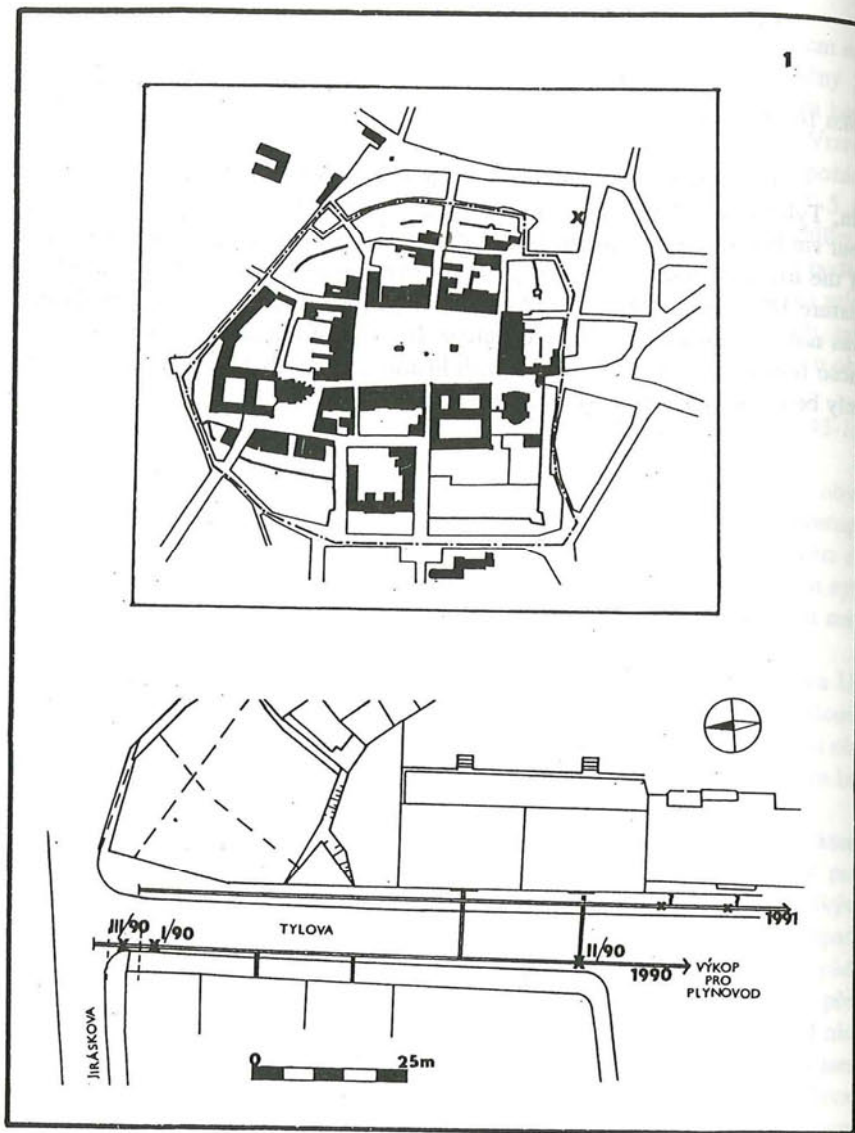 1
III/90
I/90
TYLOVA
1991
II/90
1990
VÝKOP
PRO
PLYNOVOD
JIRÁSKOVA
0
25m